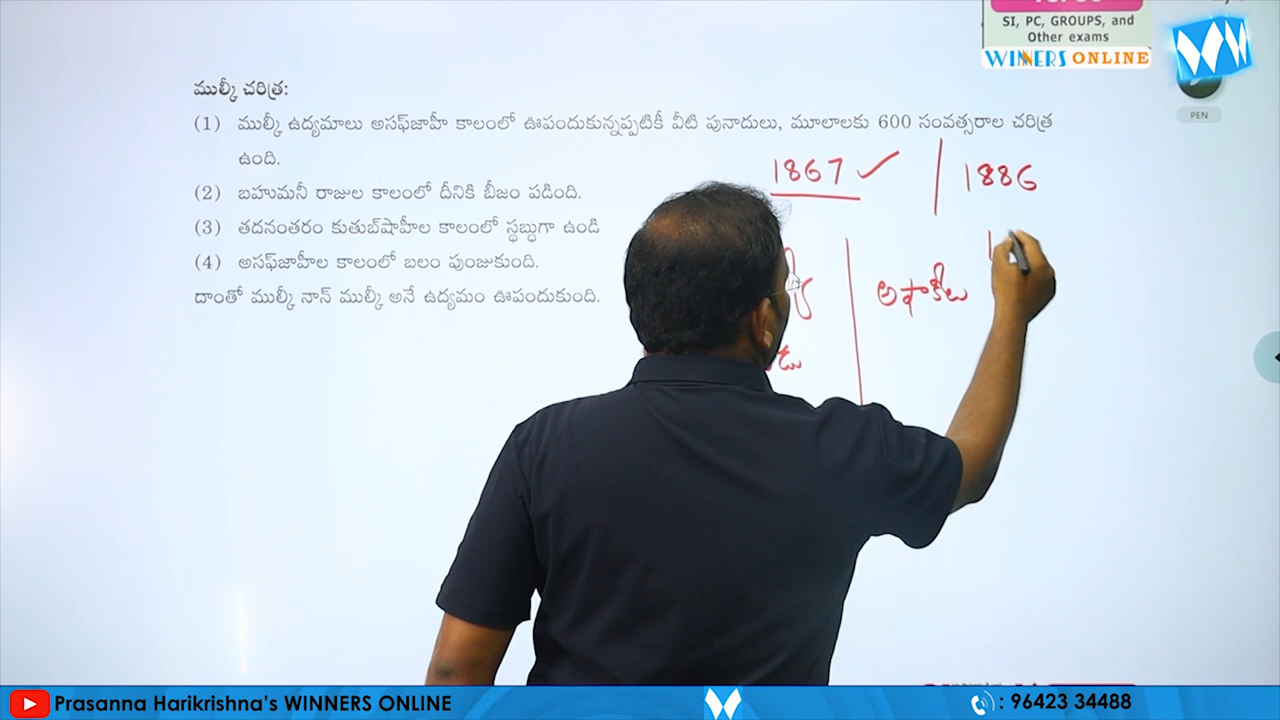 SI, PC, GROUPS, and
Other exams
WINNERS ONLINE
PEN
ముల్కీ చరిత్ర:
(1) ముల్కీ ఉద్యమాలు అసఫ్‌జాహీ కాలంలో ఊపందుకున్నప్పటికీ వీటి పునాదులు, మూలాలకు 600 సంవత్సరాల చరిత్ర
ఉంది.
1867
1886
(2) బహుమనీ రాజుల కాలంలో దీనికి బీజం పడింది.
(3) తదనంతరం కుతుబ్‌షాహీల కాలంలో స్థబ్ధుగా ఉండి
(4) అసఫ్‌జాహీల కాలంలో బలం పుంజుకుంది.
అఫాకీలు
దాంతో ముల్కీ నాన్ ముల్కీ అనే ఉద్యమం ఊపందుకుంది.
Prasanna Harikrishna's WINNERS ONLINE
: 96423 34488